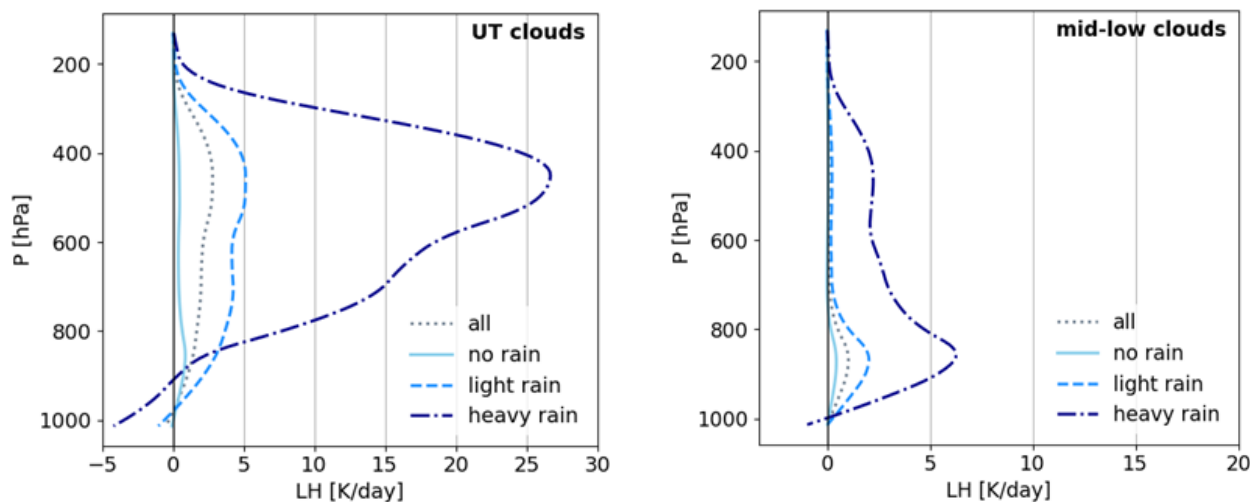 UT clouds
200
400
600
800
1000
P [hPa]
all
no rain
light rain
heavy rain
−5 0 5 10 15 20 25 30
LH [K/day]
mid-low clouds
200
400
600
800
1000
P [hPa]
all
no rain
light rain
heavy rain
0 5 10 15 20
LH [K/day]